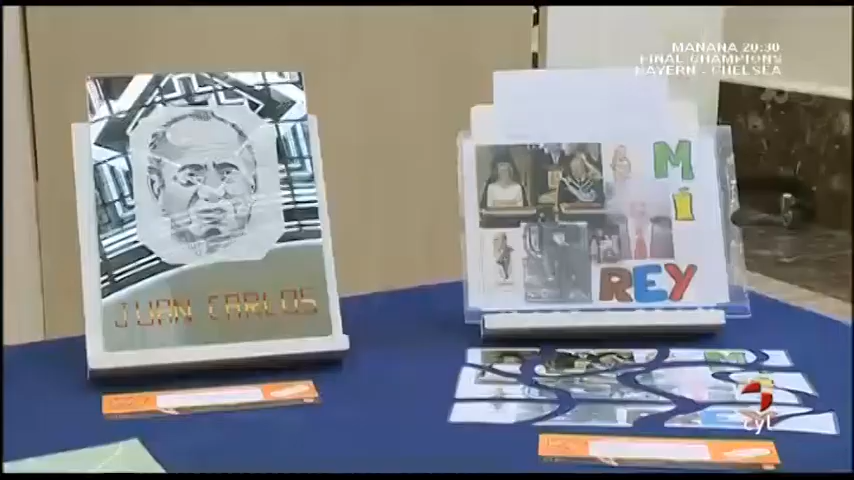 MAÑANA 20:30
FINAL CHAMPIONS
BAYERN - CHELSEA
JUAN CARLOS
Mi
REY
cyl